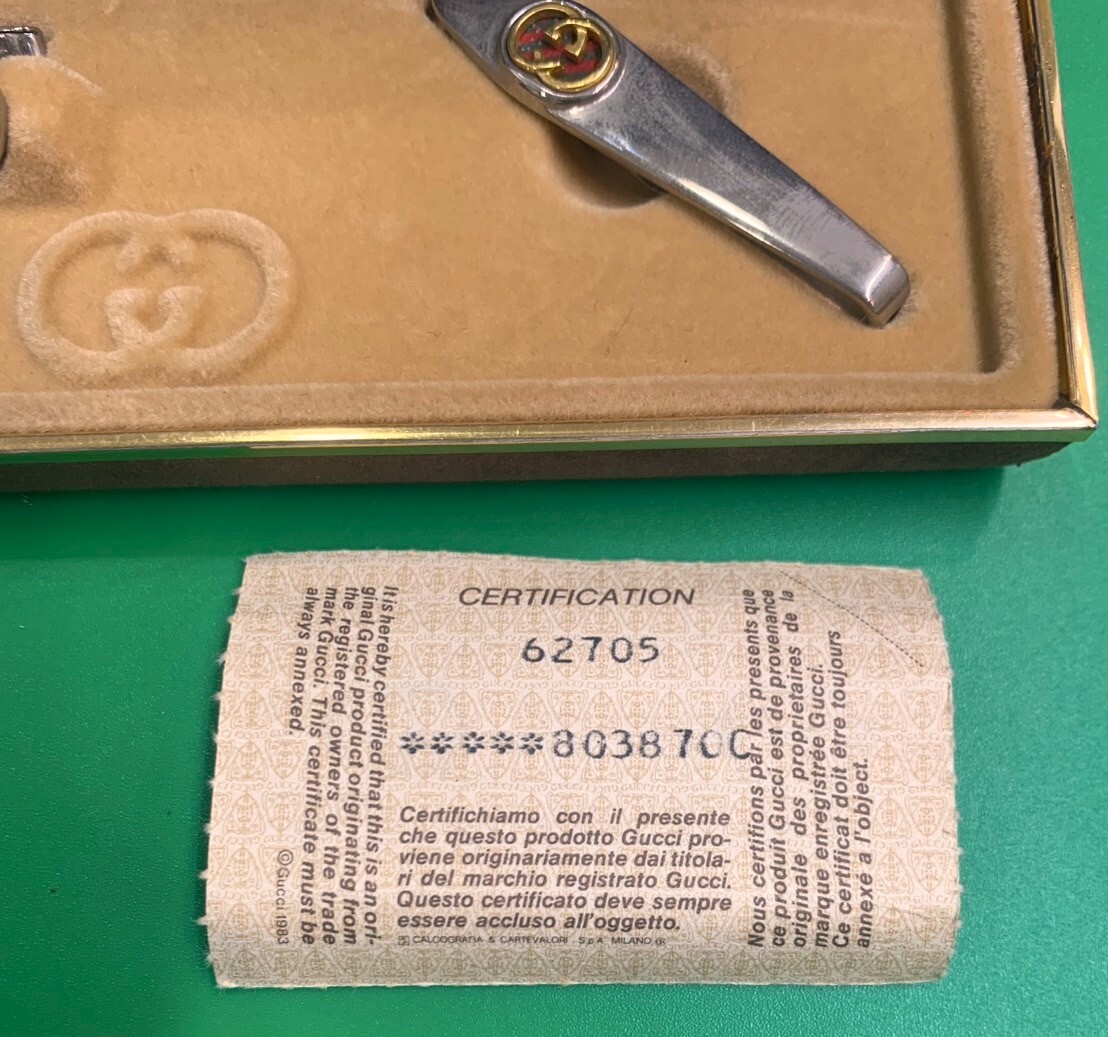 CERTIFICATION
62705
*****803870C
It is hereby certified that this is an ori-
ginal Gucci product originating from
the registered owners of the trade
mark Gucci. This certificate must be
always annexed.
©Gucci 1983
Certifichiamo con il presente
che questo prodotto Gucci pro-
viene originariamente dai titola-
ri del marchio registrato Gucci.
Questo certificato deve sempre
essere accluso all'oggetto.
CALCOGRAFIA & CARTEVALORI S.p.A. MILANO
Nous certifions par les presents que
ce produit Gucci est de provenance
originale des proprietaires de la
marque enregistrée Gucci.
Ce certificat doit être toujours
annexé a l'object.